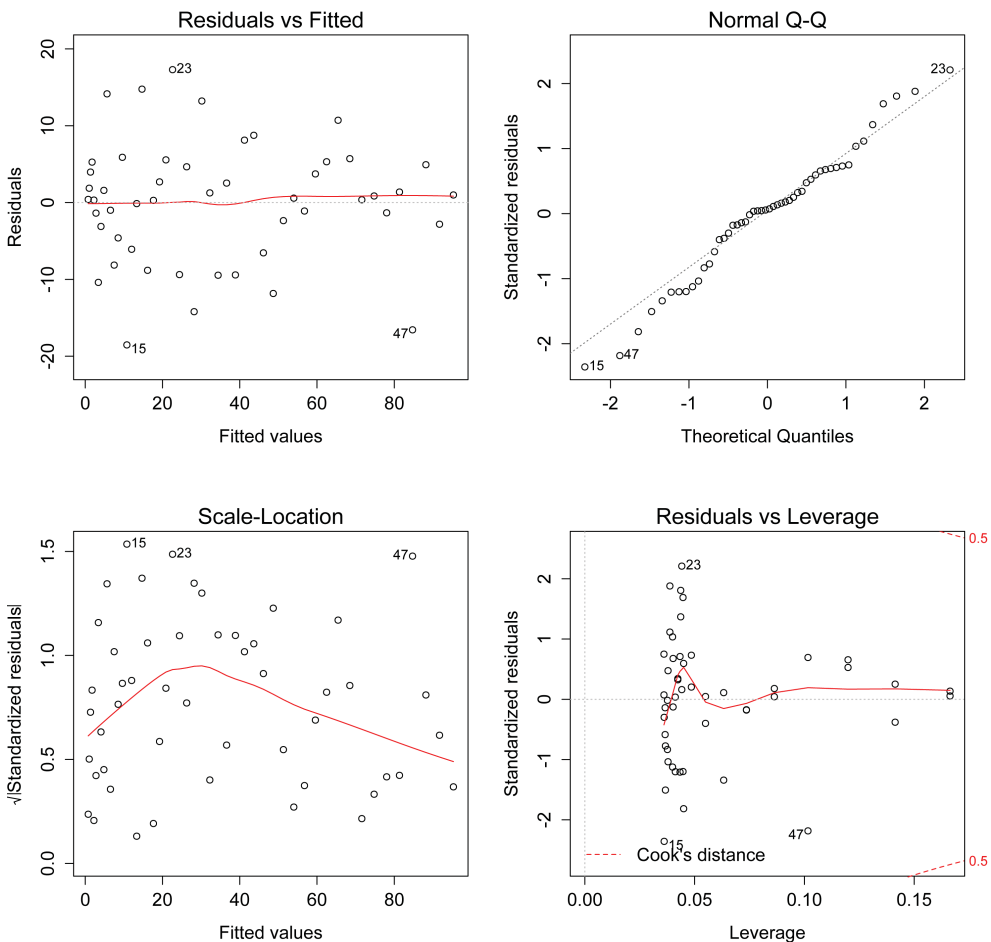 Residuals vs Fitted
Residuals
20
10
0
-10
-20
23
15
47
0 20 40 60 80
Fitted values
Normal Q-Q
Standardized residuals
2
1
0
-1
-2
23
47
15
-2 -1 0 1 2
Theoretical Quantiles
Scale-Location
√|Standardized residuals|
1.5
1.0
0.5
0.0
15
23
47
0 20 40 60 80
Fitted values
Residuals vs Leverage
Standardized residuals
2
1
0
-1
-2
0.5
23
47
15
Cook's distance
0.5
0.00 0.05 0.10 0.15
Leverage